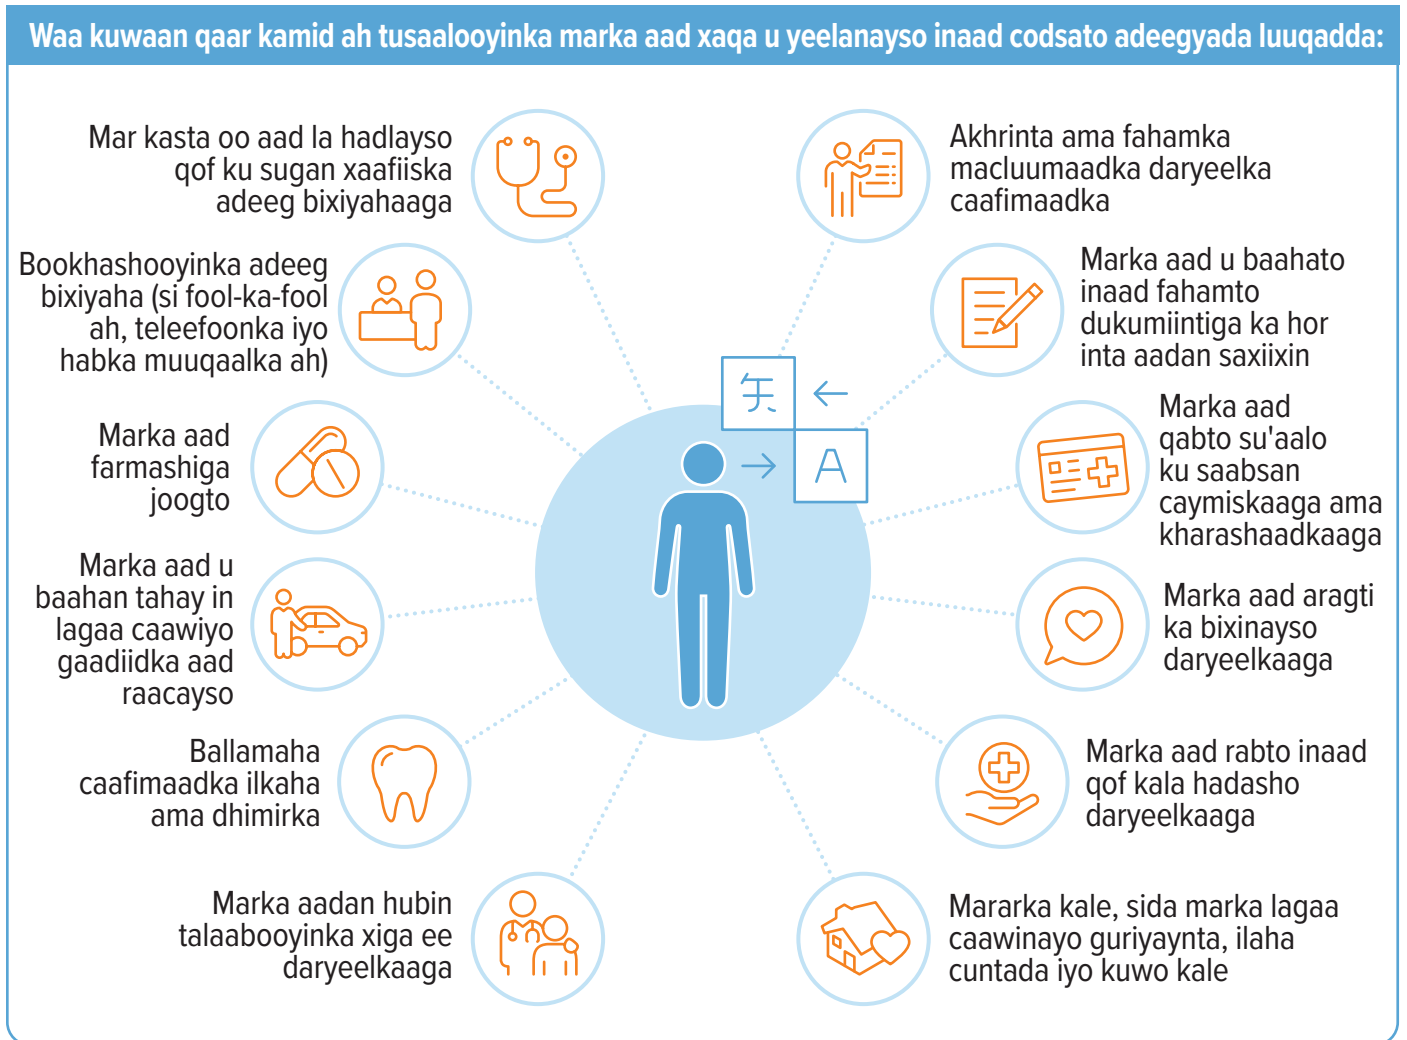 Waa kuwaan qaar kamid ah tusaalooyinka marka aad xaqa u yeelanayso inaad codsato adeegyada luuqadda:
Mar kasta oo aad la hadlayso
qof ku sugan xaafiiska
adeeg bixiyahaaga
Bookhashooyinka adeeg
bixiyaha (si fool-ka-fool
ah, teleefoonka iyo
habka muuqaalka ah)
Marka aad
farmashiga
joogto
Marka aad u
baahan tahay in
lagaa caawiyo
gaadiidka aad
raacayso
Ballamaha
caafimaadka ilkaha
ama dhimirka
Marka aadan hubin
talaabooyinka xiga ee
daryeelkaaga
A
Akhrinta ama fahamka
macluumaadka daryeelka
caafimaadka
Marka aad u baahato
inaad fahamto
dukumiintiga ka hor
inta aadan saxiixin
Marka aad
qabto su'aalo
ku saabsan
caymiskaaga ama
kharashaadkaaga
Marka aad aragti
ka bixinayso
daryeelkaaga
Marka aad rabto inaad
qof kala hadasho
daryeelkaaga
Mararka kale, sida marka lagaa
caawinayo guriyaynta, ilaha
cuntada iyo kuwo kale